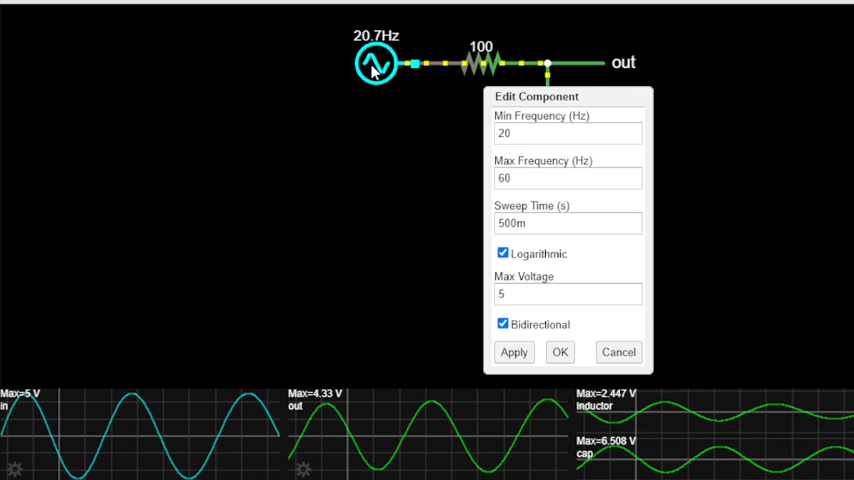 20.7Hz
100
out
Edit Component
Min Frequency (Hz)
20
Max Frequency (Hz)
60
Sweep Time (s)
500m
Logarithmic
Max Voltage
5
Bidirectional
Apply OK Cancel
Max=5 V
in
Max=4.33 V
out
Max=2.447 V
inductor
Max=6.508 V
cap